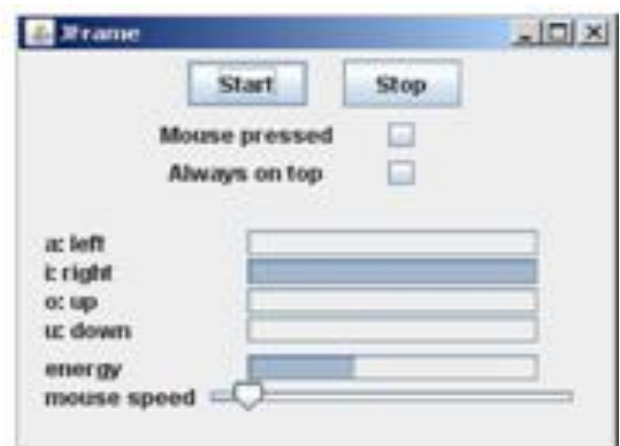 JFrame
Start Stop
Mouse pressed
Always on top
a: left
i: right
o: up
u: down
energy
mouse speed